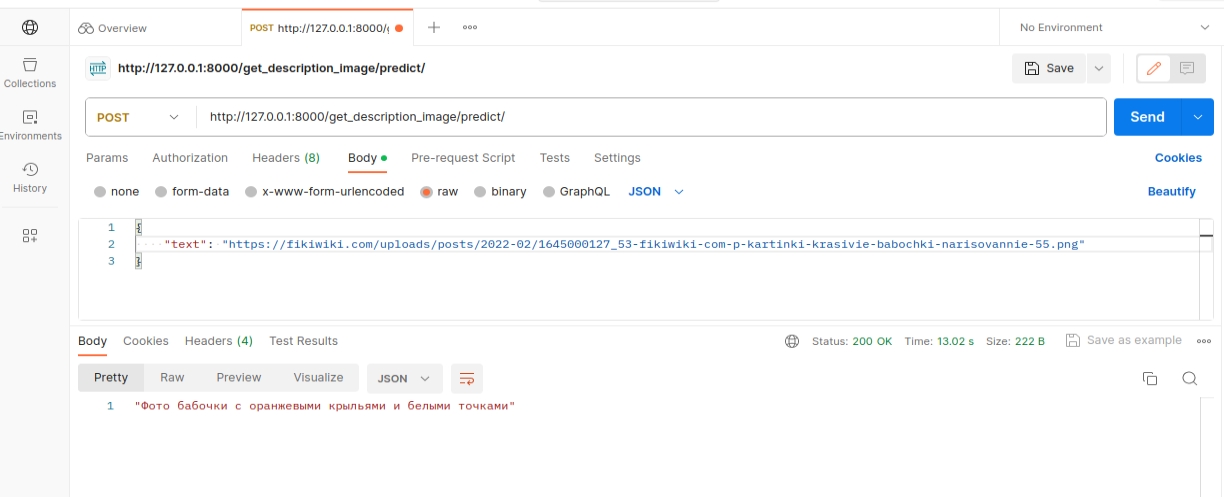 Overview
POST http://127.0.0.1:8000/g
No Environment
Collections
Environments
History
HTTP http://127.0.0.1:8000/get_description_image/predict/
Save
POST http://127.0.0.1:8000/get_description_image/predict/
Send
Params Authorization Headers (8) Body Pre-request Script Tests Settings Cookies
none form-data x-www-form-urlencoded raw binary GraphQL JSON Beautify
1 {
2 "text": "https://fikiwiki.com/uploads/posts/2022-02/1645000127_53-fikiwiki-com-p-kartinki-krasivie-babochki-narisovannie-55.png"
3 }
Body Cookies Headers (4) Test Results Status: 200 OK Time: 13.02 s Size: 222 B Save as example
Pretty Raw Preview Visualize JSON
1 "Фото бабочки с оранжевыми крыльями и белыми точками"